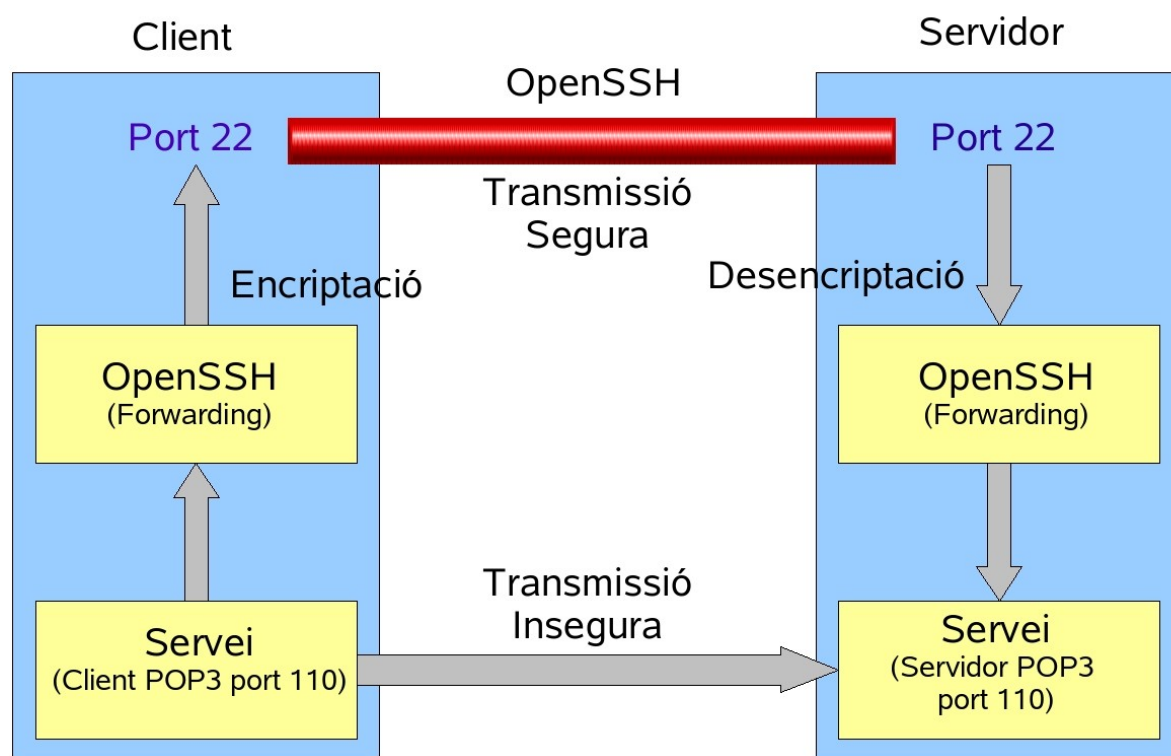 Client
Servidor
OpenSSH
Port 22
Port 22
Transmissió
Segura
Encriptació
Desencriptació
OpenSSH
(Forwarding)
OpenSSH
(Forwarding)
Transmissió
Insegura
Servei
(Client POP3 port 110)
Servei
(Servidor POP3
port 110)